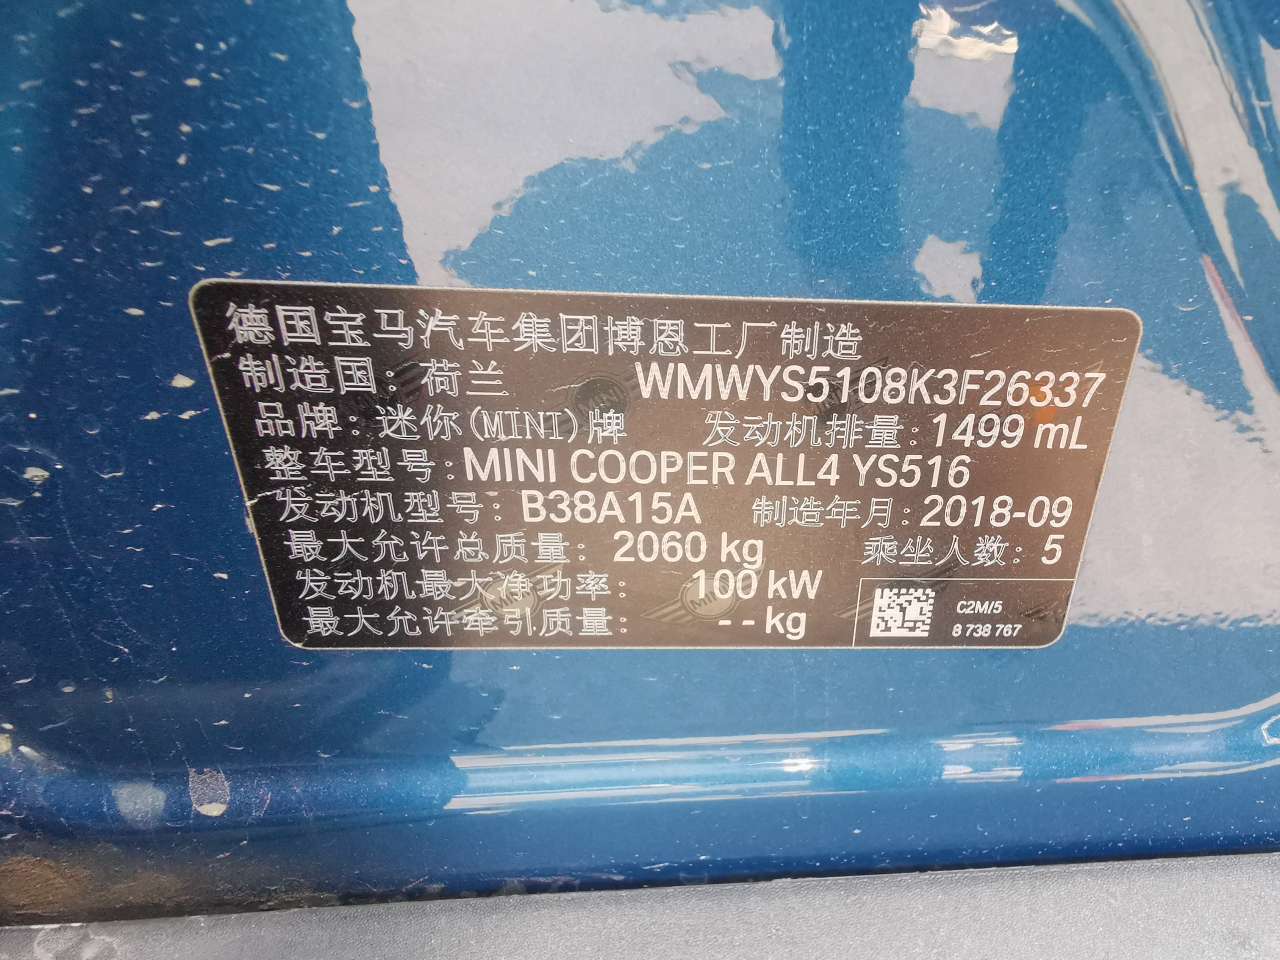 德国宝马汽车集团博恩工厂制造
制造国：荷兰 WMWYS5108K3F26337
品牌：迷你(MINI)牌 发动机排量：1499 mL
整车型号：MINI COOPER ALL4 YS516
发动机型号：B38A15A 制造年月：2018-09
最大允许总质量：2060 kg 乘坐人数：5
发动机最大净功率：100 kW
最大允许牵引质量：-- kg
C2M/5
8 738 767